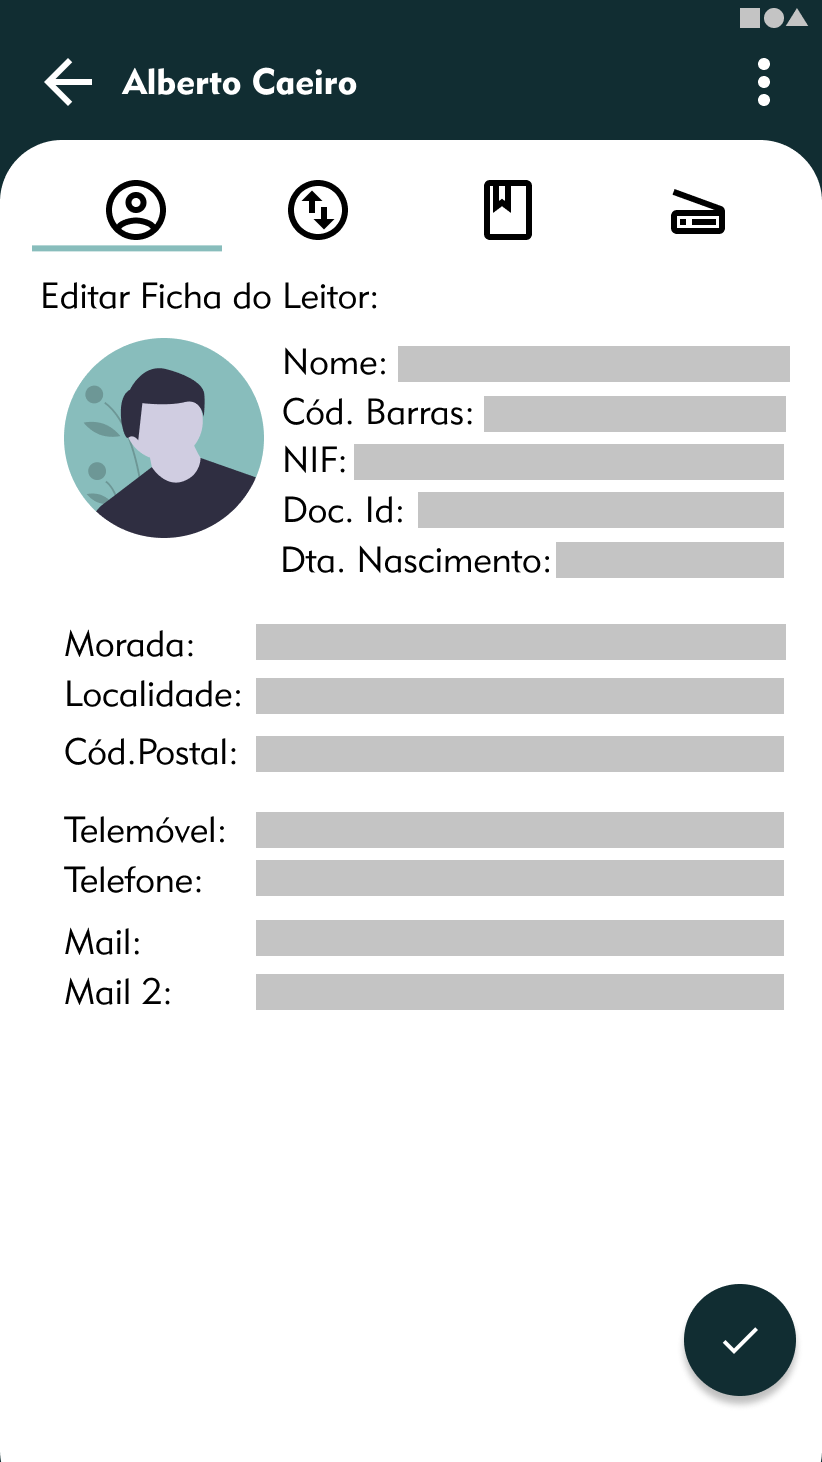 Alberto Caeiro
Editar Ficha do Leitor:
Nome:
Cód. Barras:
NIF:
Doc. Id:
Dta. Nascimento:
Morada:
Localidade:
Cód.Postal:
Telemóvel:
Telefone:
Mail:
Mail 2: